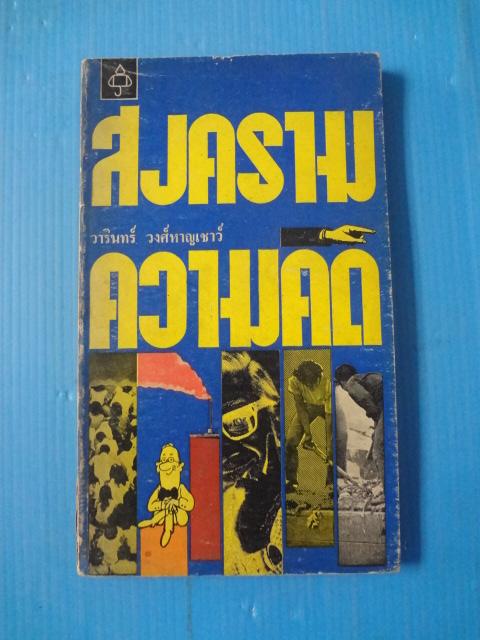 สงคราม
วารินทร์ วงศ์หาญเชาว์
ความคิด